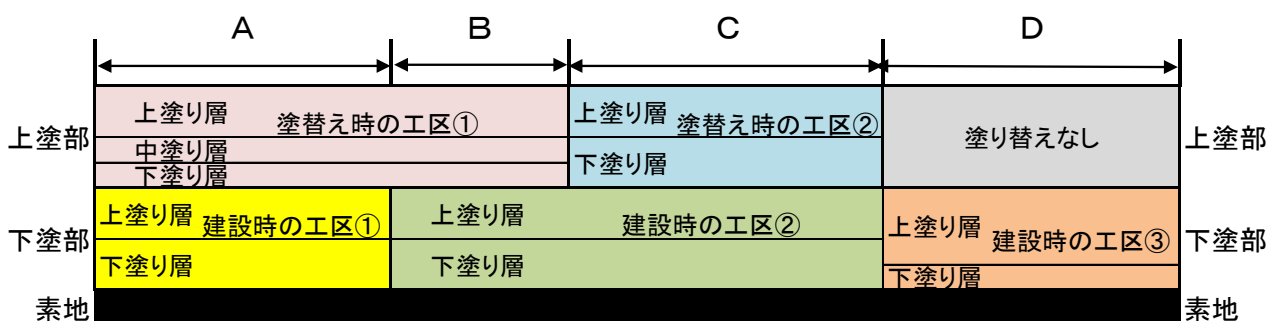 A B C D
上塗り層 塗替え時の工区① 上塗り層 塗替え時の工区② 塗り替えなし
上塗部 上塗部
中塗り層
下塗り層 下塗り層
上塗り層 建設時の工区① 上塗り層 建設時の工区② 上塗り層 建設時の工区③
下塗部 下塗部
下塗り層 下塗り層 下塗り層
素地 素地